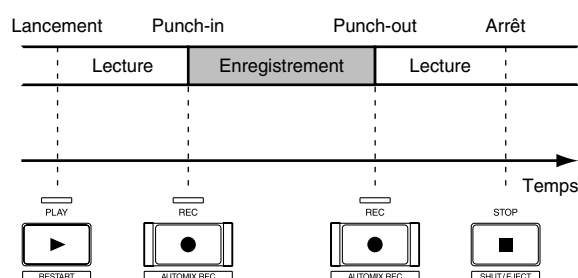 Lancement Punch-in Punch-out Arrêt
Lecture Enregistrement Lecture
Temps
PLAY REC REC STOP
RESTART AUTOMIX REC AUTOMIX REC SHUT/EJECT